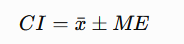 CI = x̄ ± ME